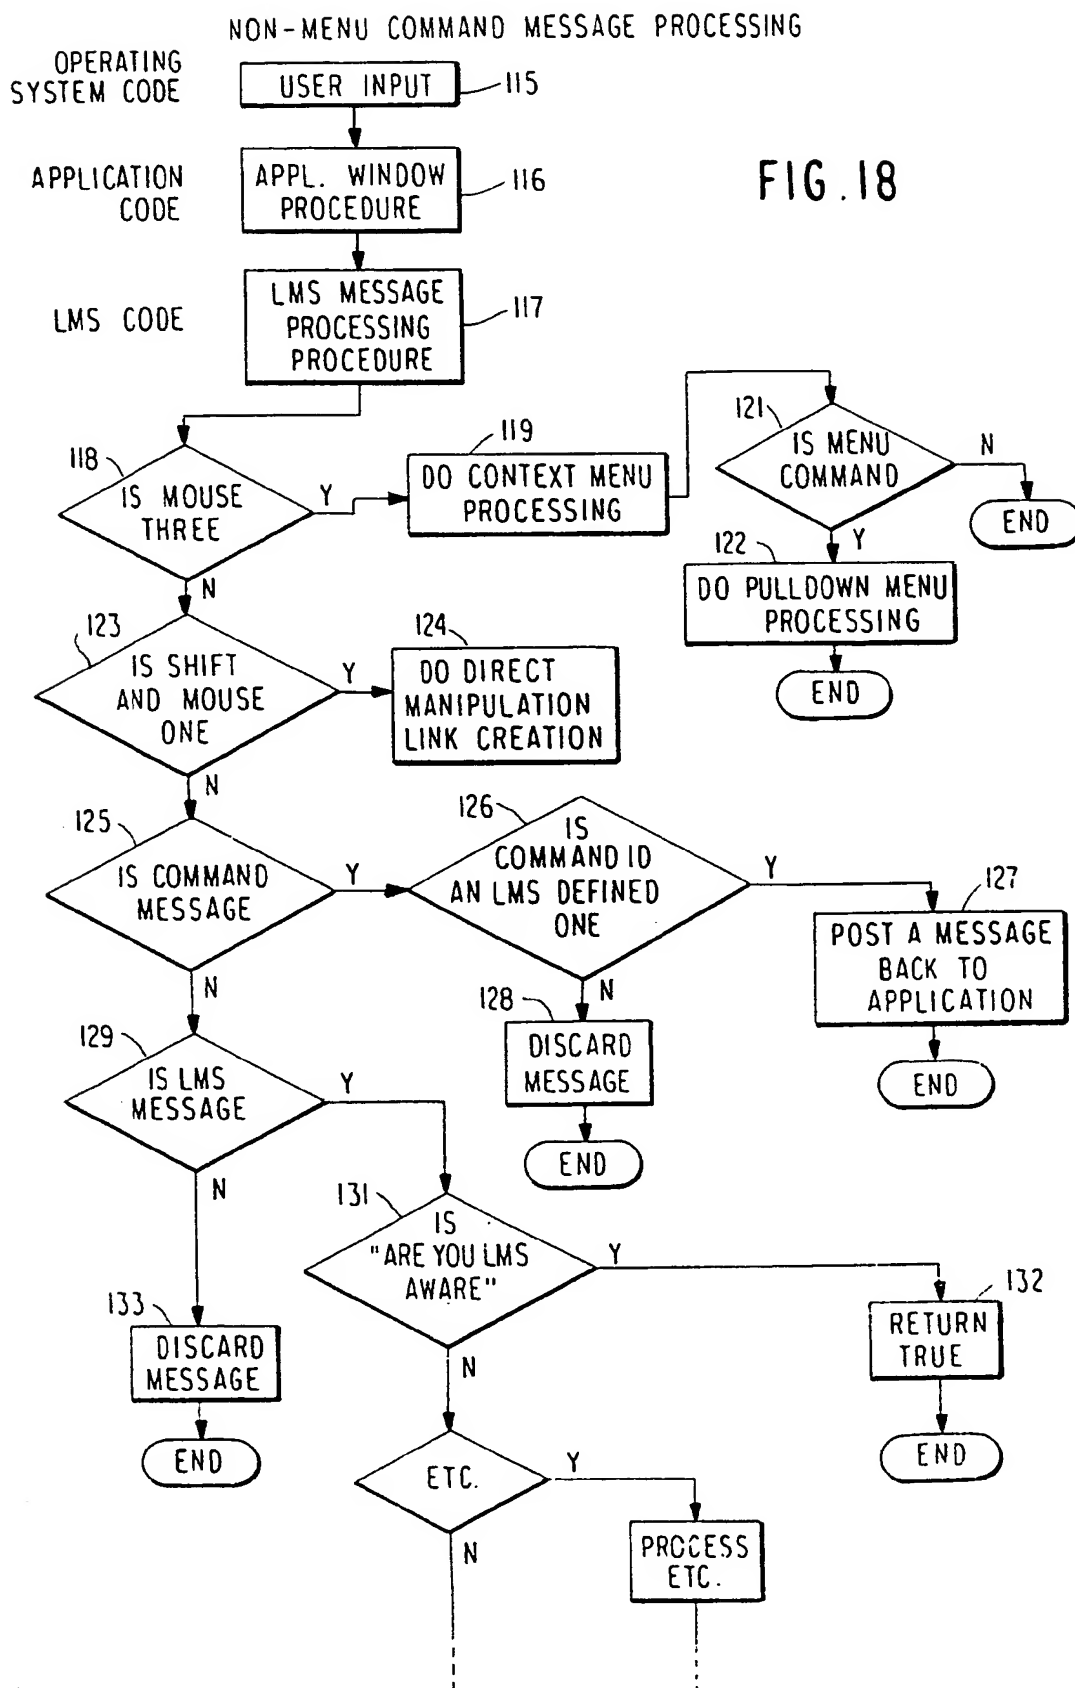 NON-MENU COMMAND MESSAGE PROCESSING
OPERATING
SYSTEM CODE
USER INPUT
115
APPLICATION
CODE
APPL. WINDOW
PROCEDURE
116
FIG.18
LMS CODE
LMS MESSAGE
PROCESSING
PROCEDURE
117
118
IS MOUSE
THREE
Y
N
119
DO CONTEXT MENU
PROCESSING
121
IS MENU
COMMAND
N
END
Y
122
DO PULLDOWN MENU
PROCESSING
END
123
IS SHIFT
AND MOUSE
ONE
Y
N
124
DO DIRECT
MANIPULATION
LINK CREATION
125
IS COMMAND
MESSAGE
Y
N
126
IS
COMMAND ID
AN LMS DEFINED
ONE
Y
N
127
POST A MESSAGE
BACK TO
APPLICATION
END
128
DISCARD
MESSAGE
END
129
IS LMS
MESSAGE
Y
N
131
IS
"ARE YOU LMS
AWARE"
Y
N
132
RETURN
TRUE
END
133
DISCARD
MESSAGE
END
ETC.
Y
N
PROCESS
ETC.